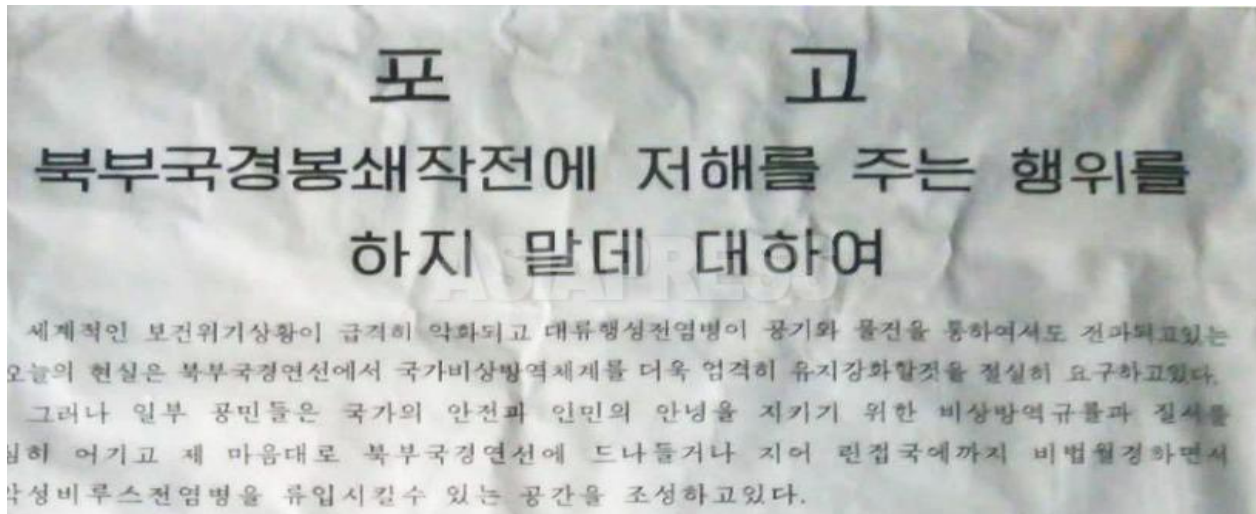 포 고
북부국경봉쇄작전에 저해를 주는 행위를
하지 말데 대하여
ASIAPRESS
세계적인 보건위기상황이 급격히 악화되고 대류행성전염병이 공기와 물건을 통하여서도 전파되고있는
오늘의 현실은 북부국경연선에서 국가비상방역체계를 더욱 엄격히 유지강화할것을 절실히 요구하고있다.
그러나 일부 공민들은 국가의 안전과 인민의 안녕을 지키기 위한 비상방역규률과 질서를
심히 어기고 제 마음대로 북부국경연선에 드나들거나 지어 린접국에까지 비법월경하면서
악성비루스전염병을 류입시킬수 있는 공간을 조성하고있다.